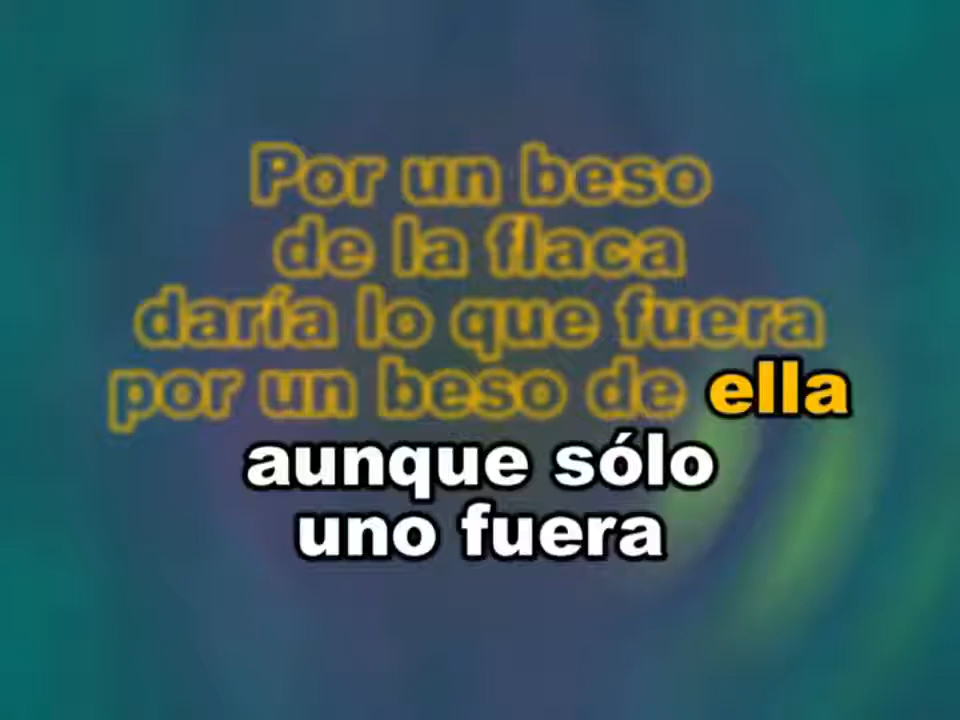 Por un beso
de la flaca
daría lo que fuera
por un beso de ella
aunque sólo
uno fuera